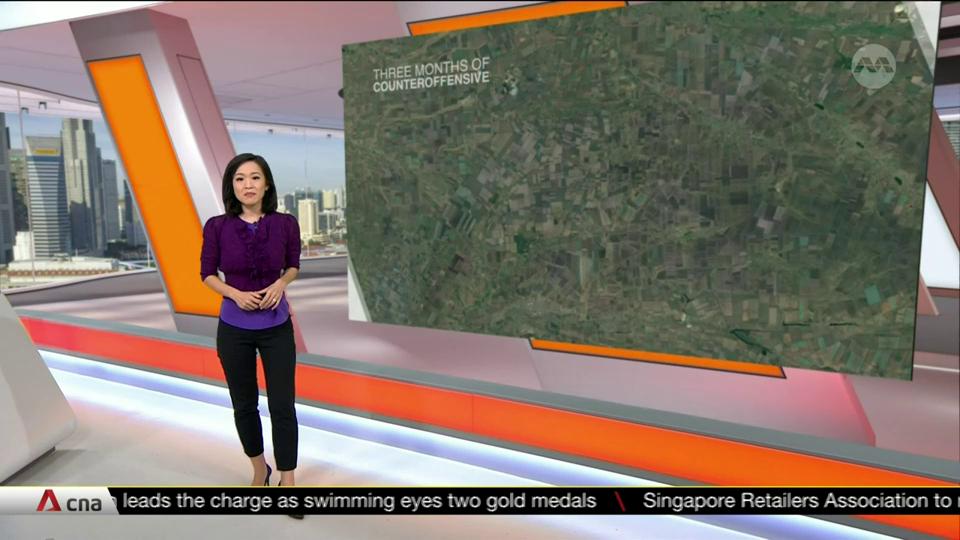 THREE MONTHS OF
COUNTEROFFENSIVE
cna
leads the charge as swimming eyes two gold medals \ Singapore Retailers Association to